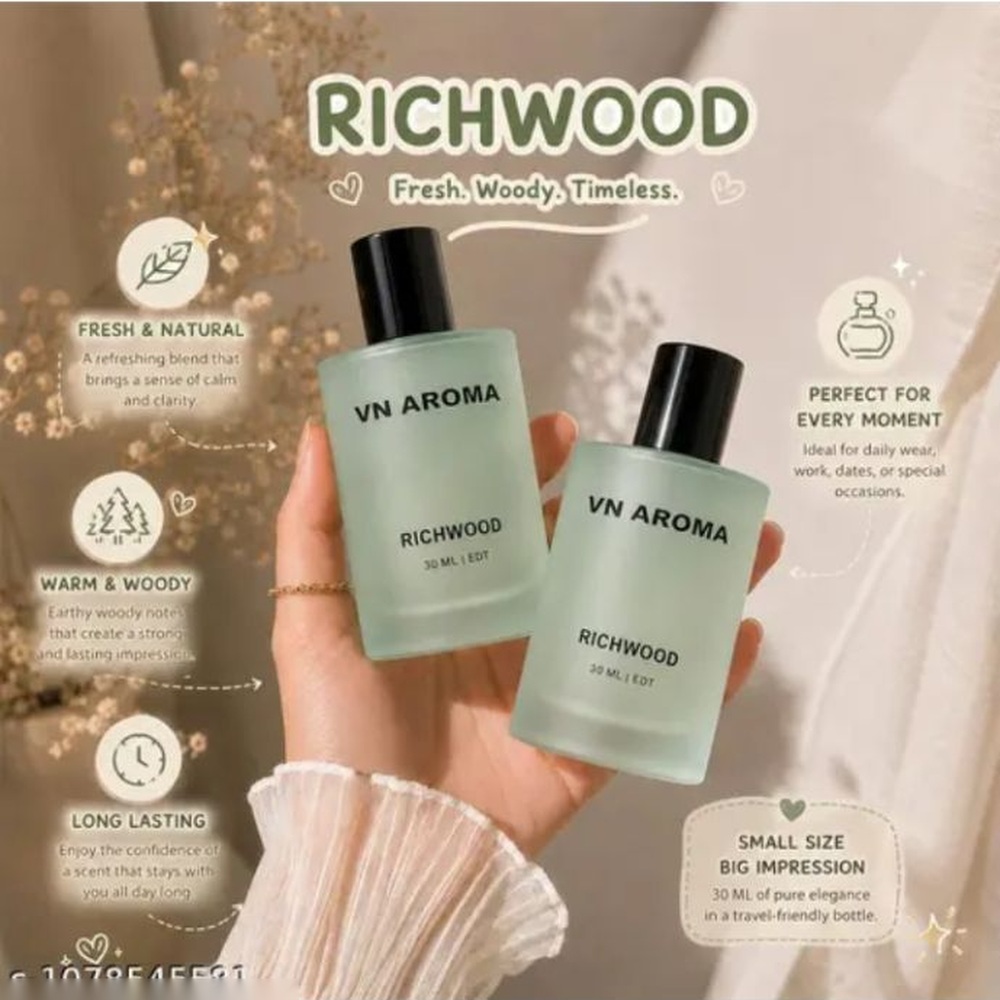 RICHWOOD
Fresh. Woody. Timeless.
FRESH & NATURAL
A refreshing blend that
brings a sense of calm
and clarity.
WARM & WOODY
Earthy woody notes
that create a strong
and lasting impression.
LONG LASTING
Enjoy the confidence of
a scent that stays with
you all day long.
VN AROMA
RICHWOOD
30 ML | EDT
VN AROMA
RICHWOOD
30 ML | EDT
PERFECT FOR
EVERY MOMENT
Ideal for daily wear,
work, dates, or special
occasions.
SMALL SIZE
BIG IMPRESSION
30 ML of pure elegance
in a travel-friendly bottle.